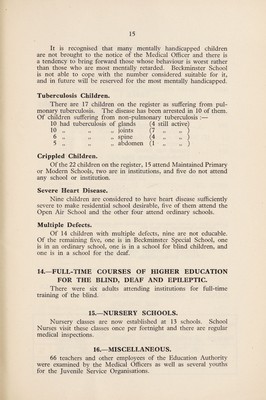 15
It is recognised that many mentally handicapped children
are not brought to the notice of the Medical Officer and there is
a tendency to bring forward those whose behaviour is worst rather
than those who are most mentally retarded. Beckminster School
is not able to cope with the number considered suitable for it,
and in future will be reserved for the most mentally handicapped.
Tuberculosis Children.
There are 17 children on the register as suffering from pul-
monary tuberculosis. The disease has been arrested in 10 of them.
Of children suffering from non-pulmonary tuberculosis :—
10 had tuberculosis of glands (4 still active)
10 „ „ „ joints (7 „ „ )
6 „ „ „ spine (4 „ „ )
5 „ „ „ abdomen (1 „ „ )
Crippled Children.
Of the 22 children on the register, 15 attend Maintained Primary
or Modern Schools, two are in institutions, and five do not attend
any school or institution.
Severe Heart Disease.
Nine children are considered to have heart disease sufficiently
severe to make residential school desirable, five of them attend the
Open Air School and the other four attend ordinary schools.
Multiple Defects.
Of 14 children with multiple defects, nine are not educable.
Of the remaining five, one is in Beckminster Special School, one
is in an ordinary school, one is in a school for blind children, and
one is in a school for the deaf.
14.—FULL-TIME COURSES OF HIGHER EDUCATION
FOR THE BLIND, DEAF AND EPILEPTIC.
There were six adults attending institutions for full-time
training of the blind.
15.—NURSERY SCHOOLS.
Nursery classes are now established at 13 schools. School
Nurses visit these classes once per fortnight and there are regular
medical inspections.
16.—MISCELLANEOUS.
66 teachers and other employees of the Education Authority
were examined by the Medical Officers as well as several youths
for the Juvenile Service Organisations.